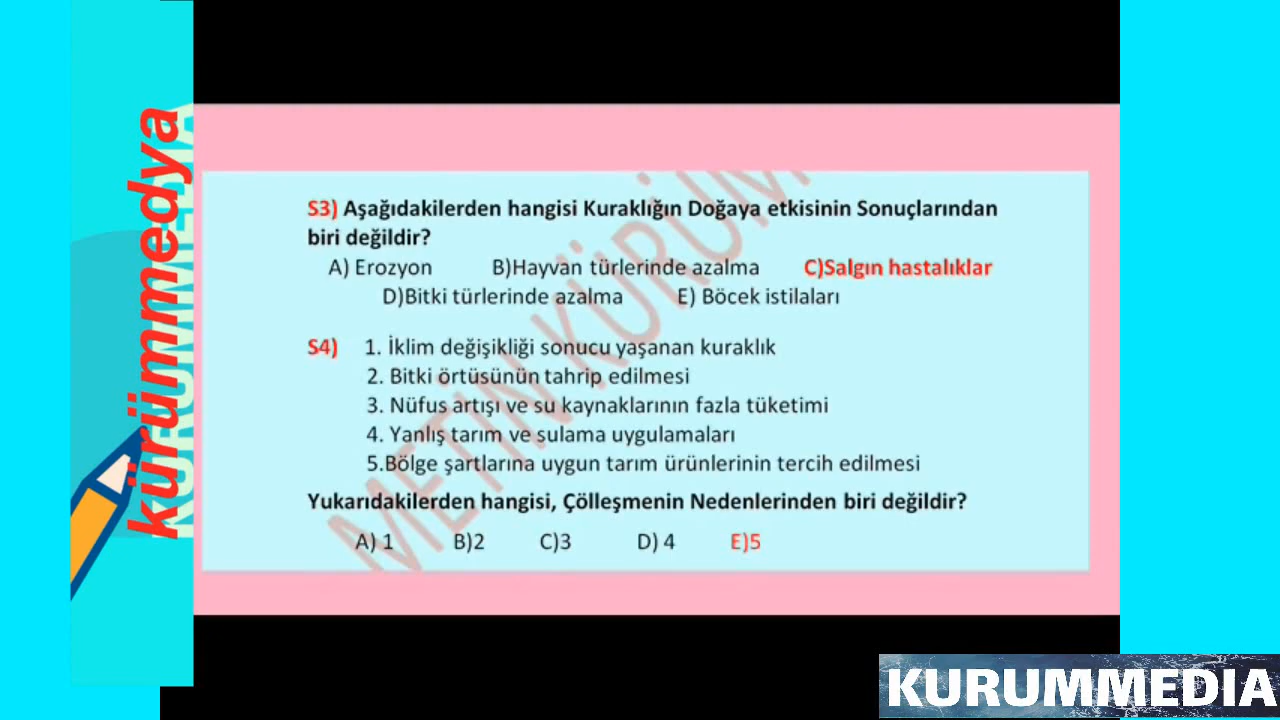 kürümmedya
KURUMMEDIA
METİN KÜRÜM
S3) Aşağıdakilerden hangisi Kuraklığın Doğaya etkisinin Sonuçlarından
biri değildir?
A) Erozyon B)Hayvan türlerinde azalma C)Salgın hastalıklar
D)Bitki türlerinde azalma E) Böcek istilaları
S4) 1. İklim değişikliği sonucu yaşanan kuraklık
2. Bitki örtüsünün tahrip edilmesi
3. Nüfus artışı ve su kaynaklarının fazla tüketimi
4. Yanlış tarım ve sulama uygulamaları
5.Bölge şartlarına uygun tarım ürünlerinin tercih edilmesi
Yukarıdakilerden hangisi, Çölleşmenin Nedenlerinden biri değildir?
A) 1 B)2 C)3 D) 4 E)5
KURUMMEDIA